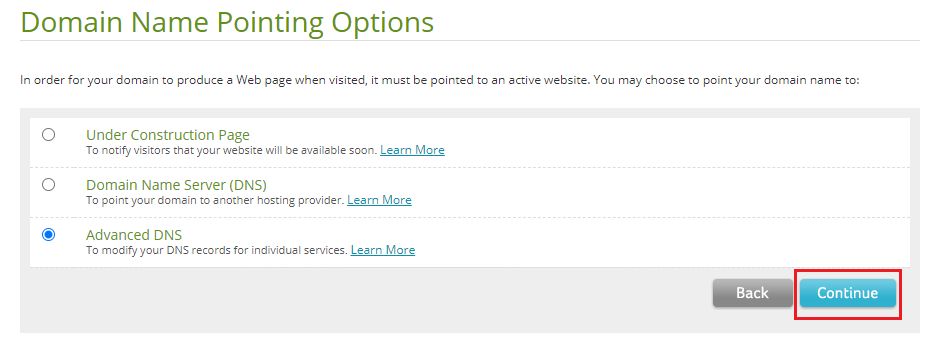 Domain Name Pointing Options
In order for your domain to produce a Web page when visited, it must be pointed to an active website. You may choose to point your domain name to:
Under Construction Page
To notify visitors that your website will be available soon. Learn More
Domain Name Server (DNS)
To point your domain to another hosting provider. Learn More
Advanced DNS
To modify your DNS records for individual services. Learn More
Back Continue